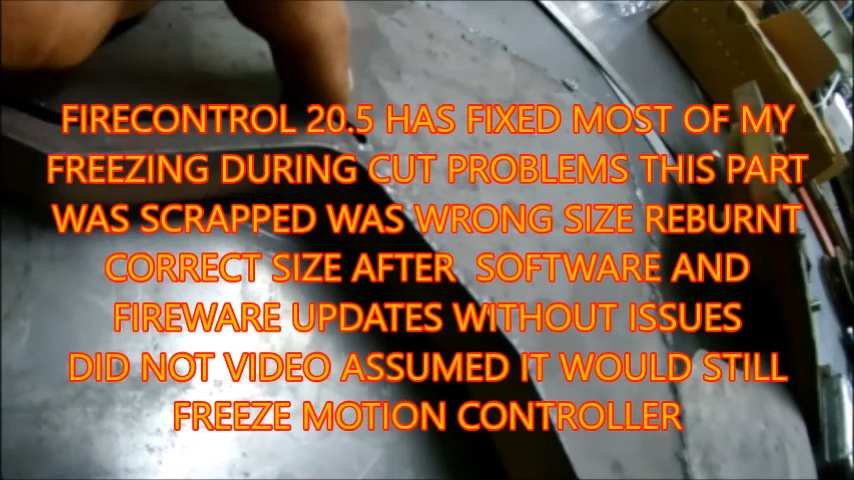 FIRECONTROL 20.5 HAS FIXED MOST OF MY
FREEZING DURING CUT PROBLEMS THIS PART
WAS SCRAPPED WAS WRONG SIZE REBURNT
CORRECT SIZE AFTER  SOFTWARE AND
FIREWARE UPDATES WITHOUT ISSUES
DID NOT VIDEO ASSUMED IT WOULD STILL
FREEZE MOTION CONTROLLER